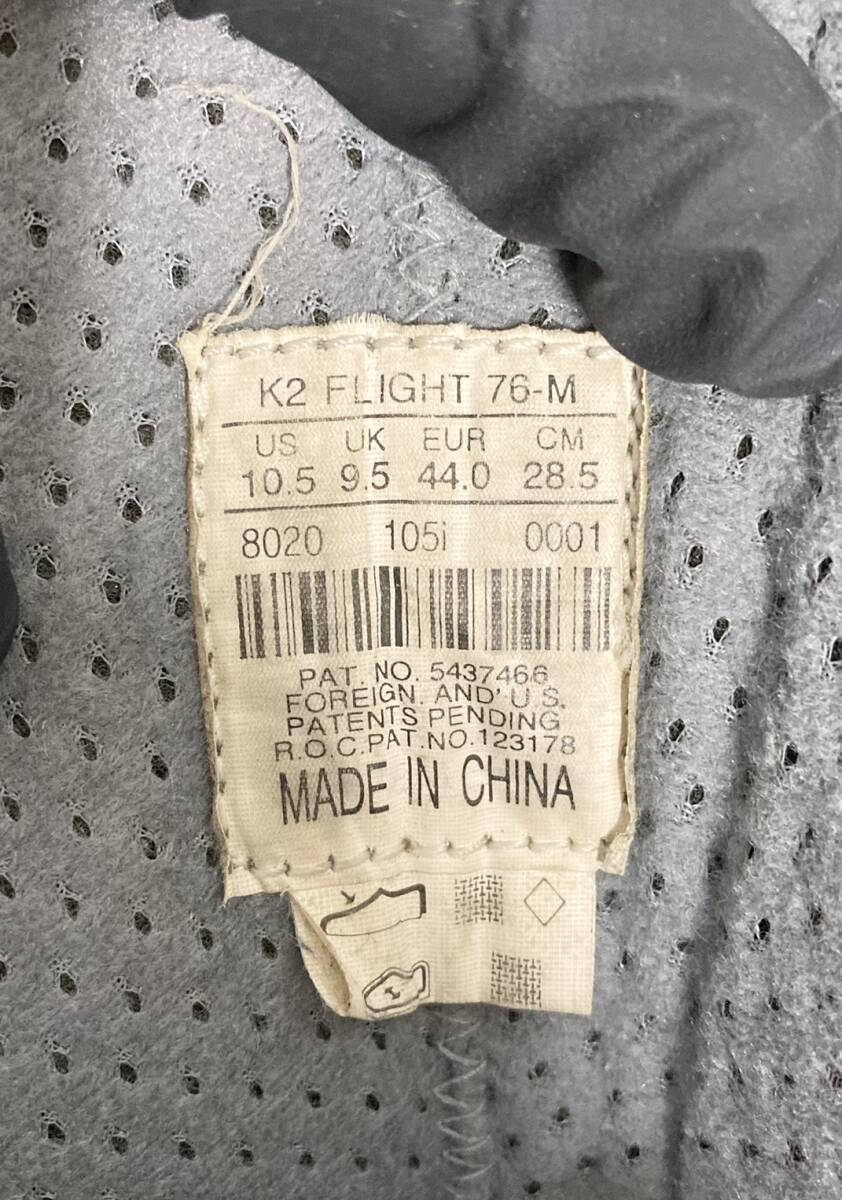 K2 FLIGHT 76-M
US UK EUR CM
10.5 9.5 44.0 28.5
8020 105i 0001
PAT. NO. 5437466
FOREIGN. AND' U.S.
PATENTS PENDING
R.O.C.PAT.NO.123178
MADE IN CHINA